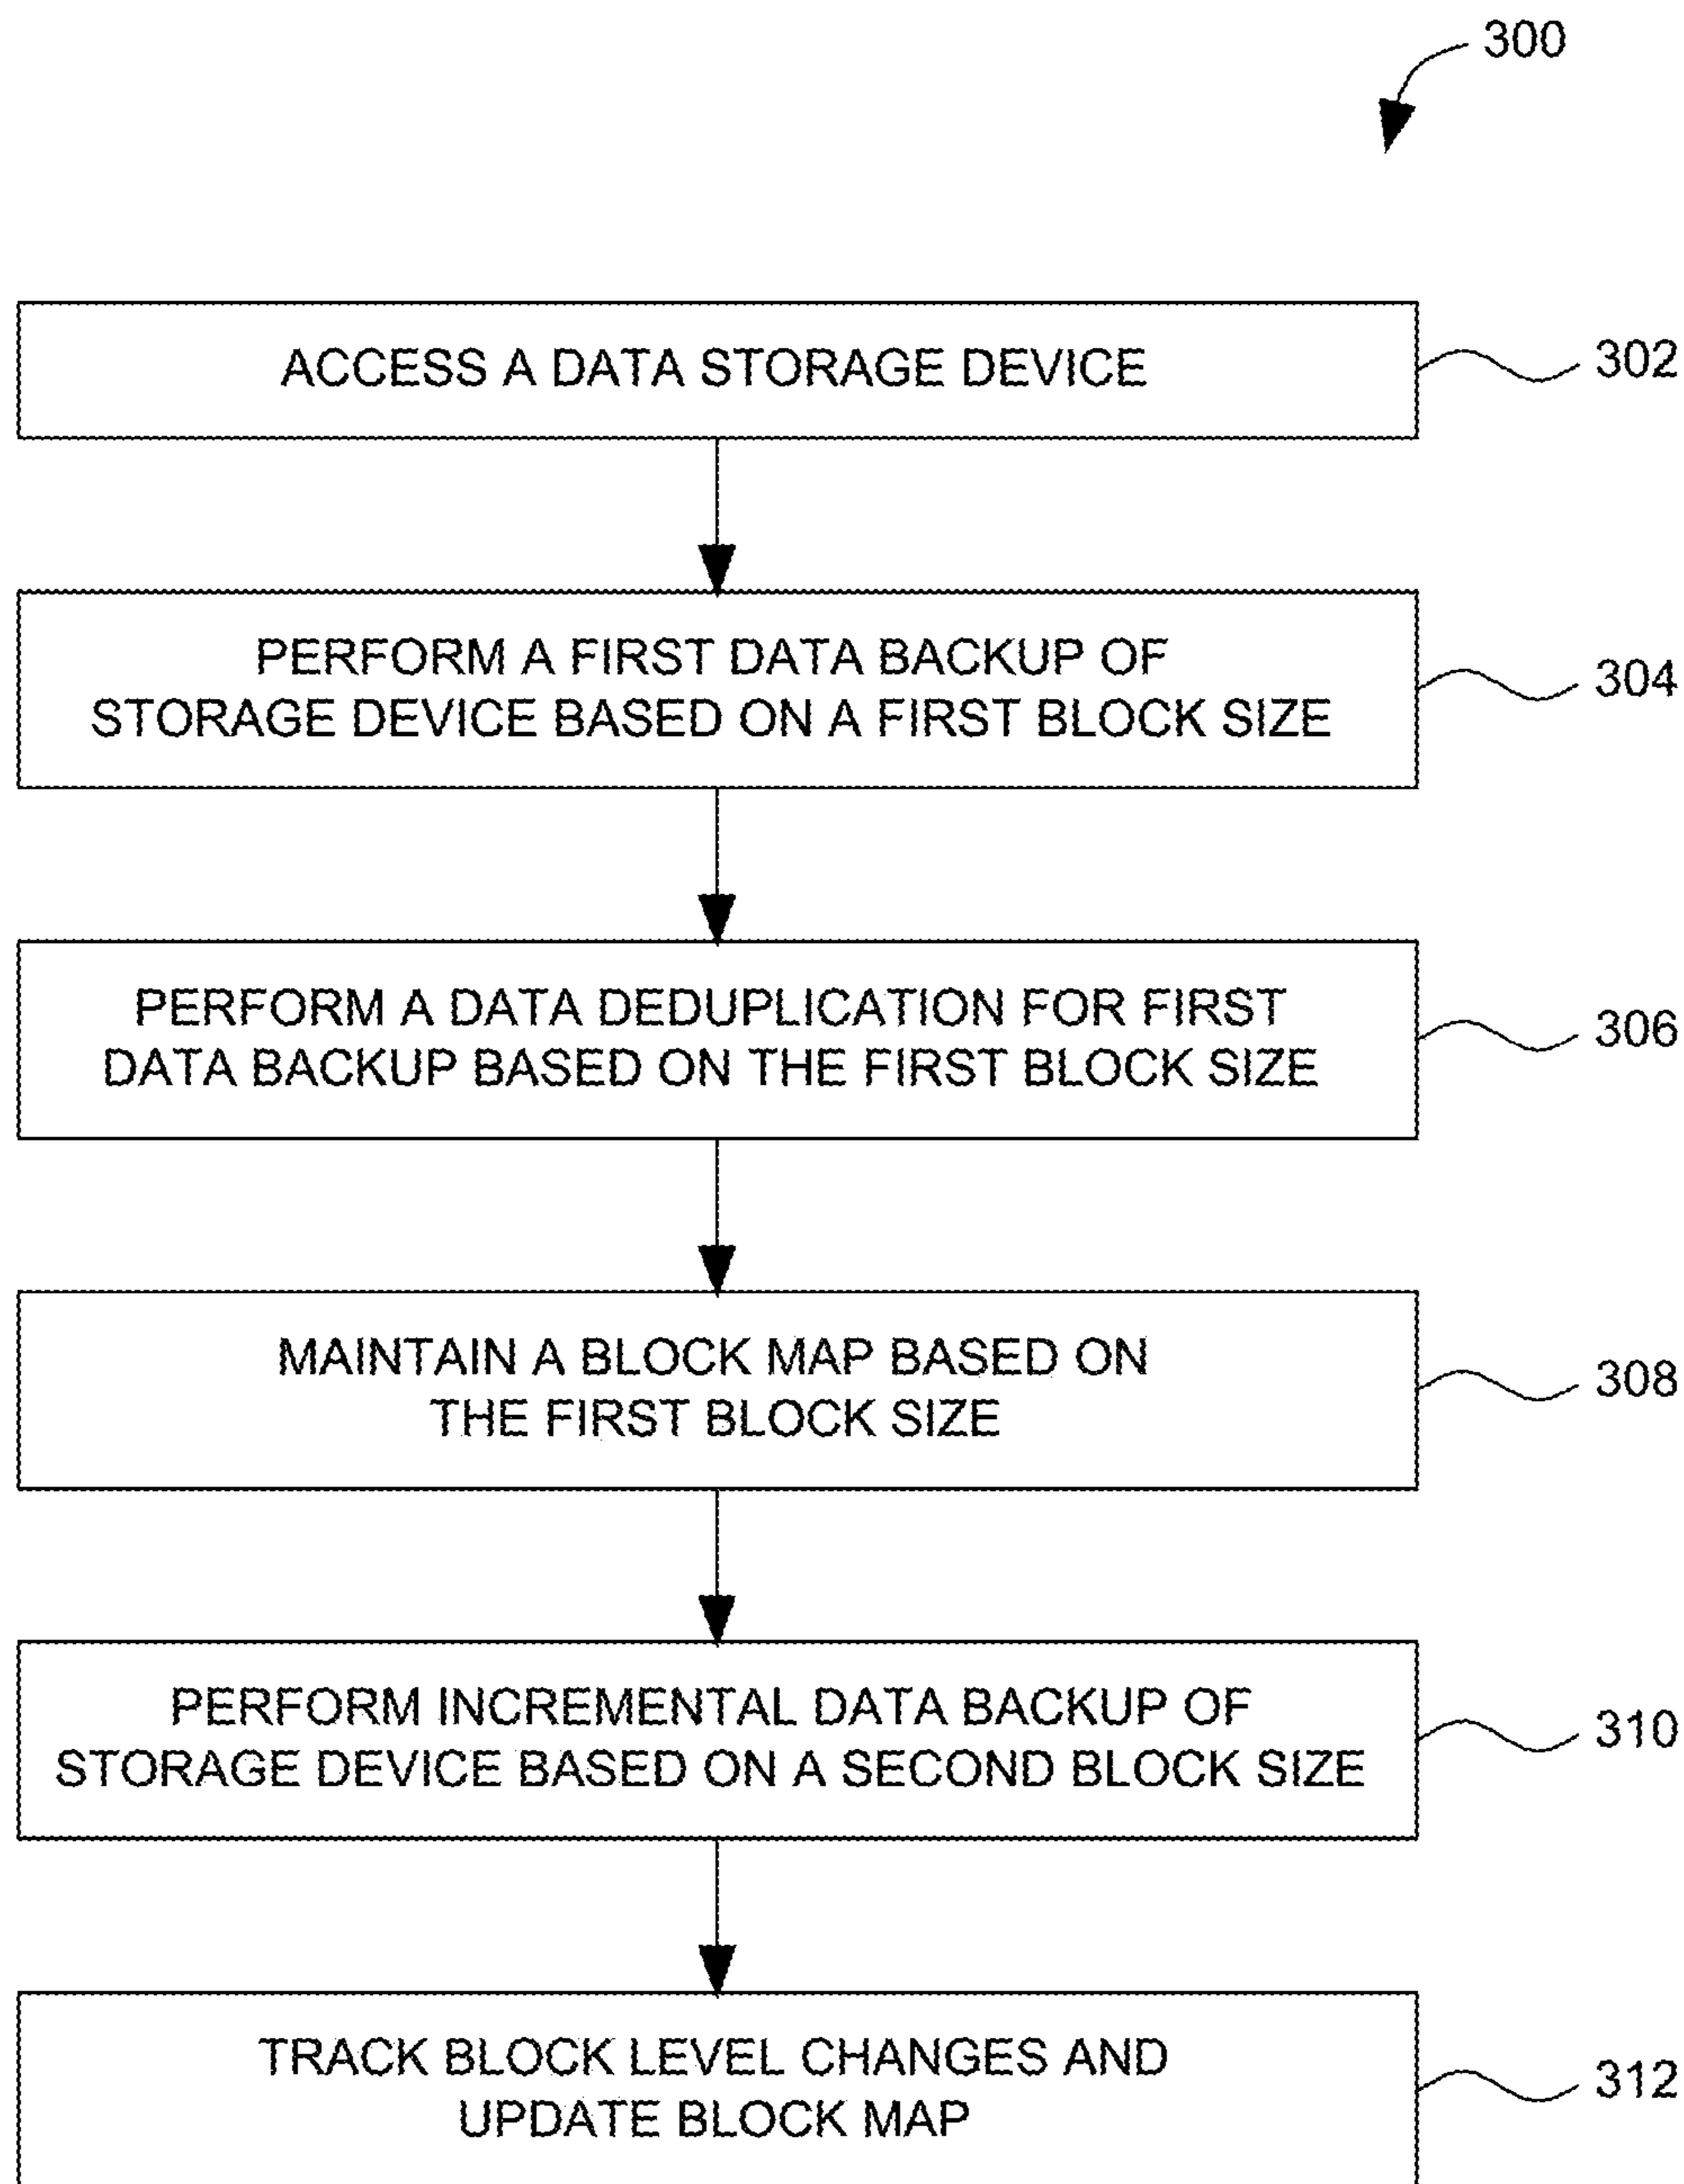 300
ACCESS A DATA STORAGE DEVICE
302
PERFORM A FIRST DATA BACKUP OF
STORAGE DEVICE BASED ON A FIRST BLOCK SIZE
304
PERFORM A DATA DEDUPLICATION FOR FIRST
DATA BACKUP BASED ON THE FIRST BLOCK SIZE
306
MAINTAIN A BLOCK MAP BASED ON
THE FIRST BLOCK SIZE
308
PERFORM INCREMENTAL DATA BACKUP OF
STORAGE DEVICE BASED ON A SECOND BLOCK SIZE
310
TRACK BLOCK LEVEL CHANGES AND
UPDATE BLOCK MAP
312